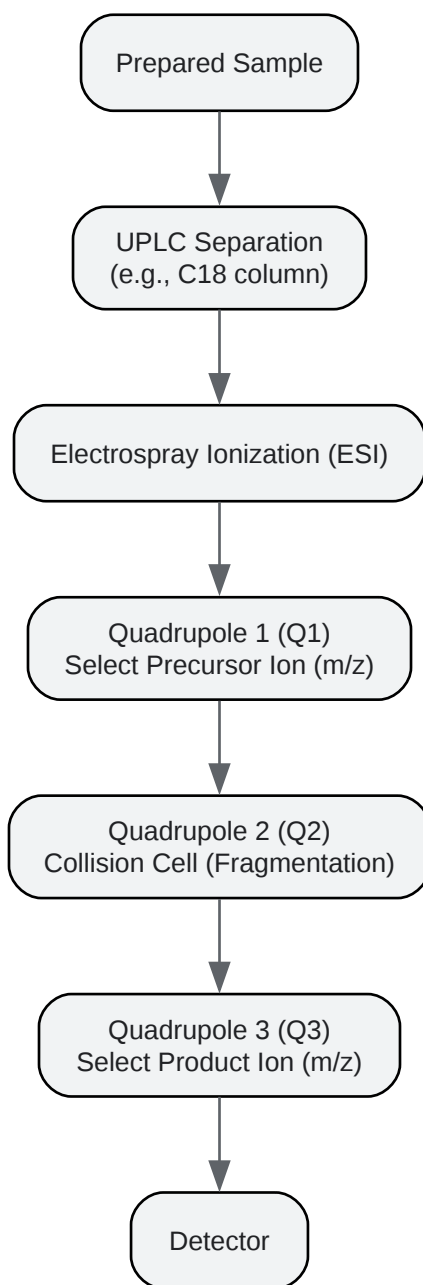 Prepared Sample
UPLC Separation
(e.g., C18 column)
Electrospray Ionization (ESI)
Quadrupole 1 (Q1)
Select Precursor Ion (m/z)
Quadrupole 2 (Q2)
Collision Cell (Fragmentation)
Quadrupole 3 (Q3)
Select Product Ion (m/z)
Detector